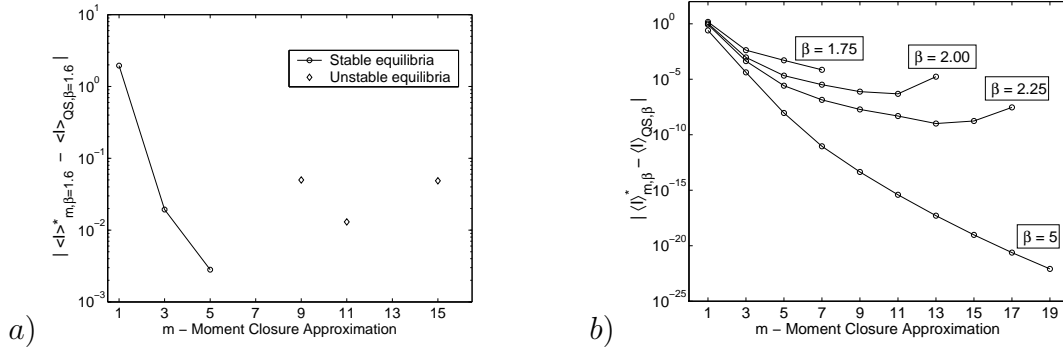 a)
| <I>*m,β=1.6 − <I>QS,β=1.6 |
10^1
10^0
10^−1
10^−2
10^−3
Stable equilibria
Unstable equilibria
1 3 5 7 9 11 13 15
m − Moment Closure Approximation
b)
| ⟨I⟩*m,β − ⟨I⟩QS,β |
10^0
10^−5
10^−10
10^−15
10^−20
10^−25
β = 1.75
β = 2.00
β = 2.25
β = 5
1 3 5 7 9 11 13 15 17 19
m − Moment Closure Approximation